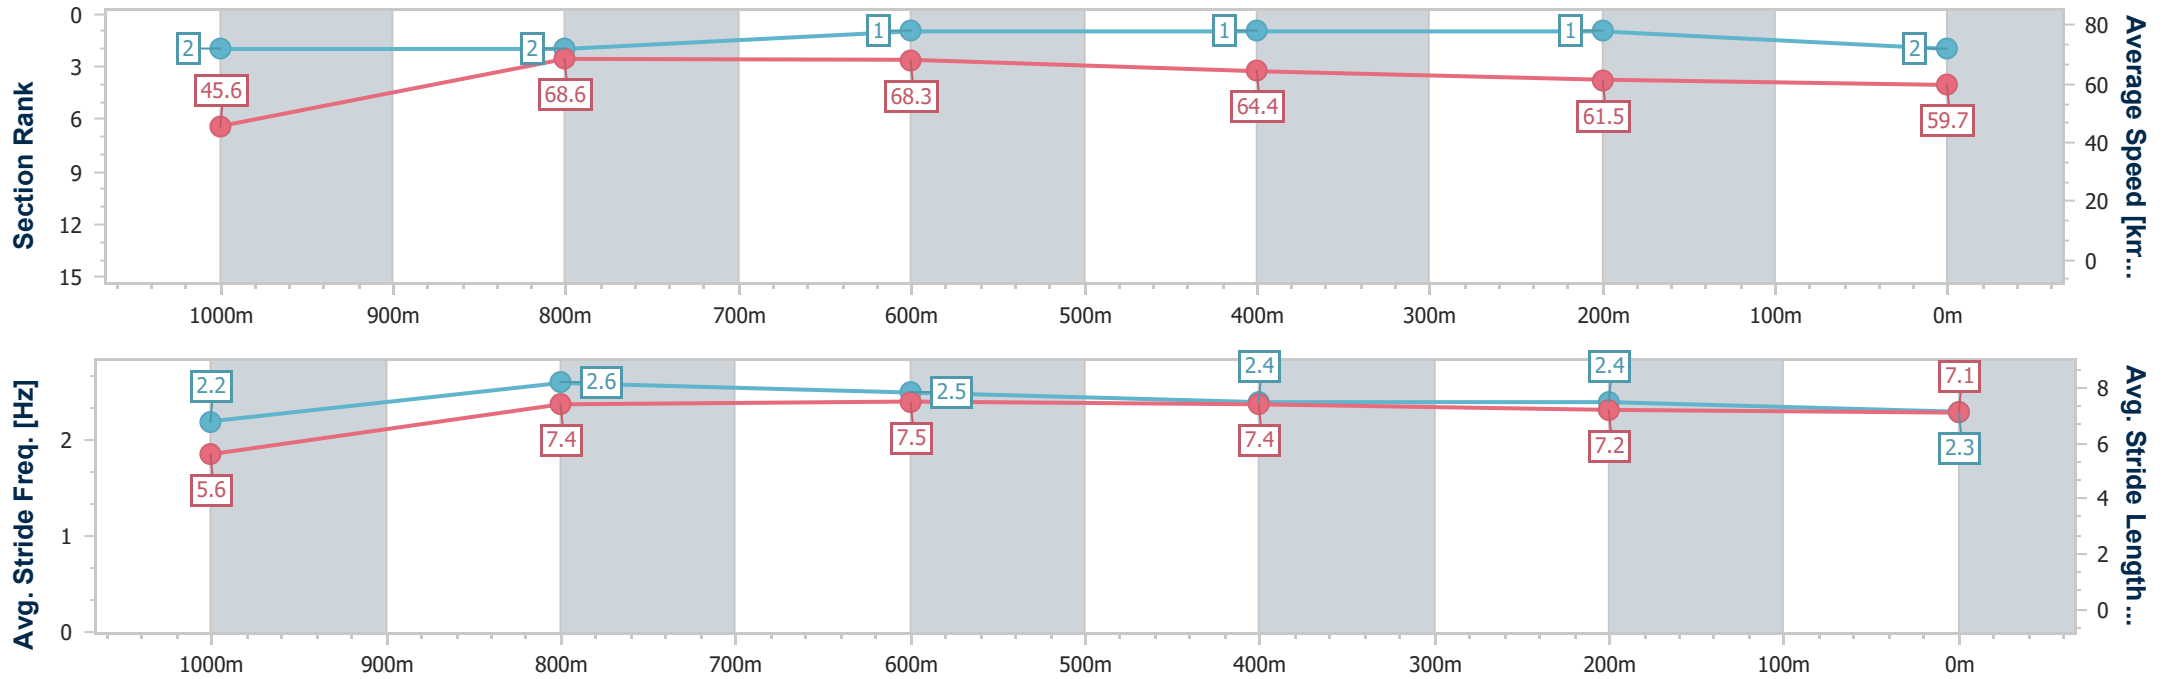 Section Rank
0
3
6
9
12
15
2
2
1
1
1
2
45.6
68.6
68.3
64.4
61.5
59.7
80
60
40
20
0
Average Speed [km...
1000m
900m
800m
700m
600m
500m
400m
300m
200m
100m
0m
Avg. Stride Freq. [Hz]
2
1
0
2.2
2.6
2.5
2.4
2.4
7.1
5.6
7.4
7.5
7.4
7.2
2.3
8
6
4
2
0
Avg. Stride Length...
1000m
900m
800m
700m
600m
500m
400m
300m
200m
100m
0m